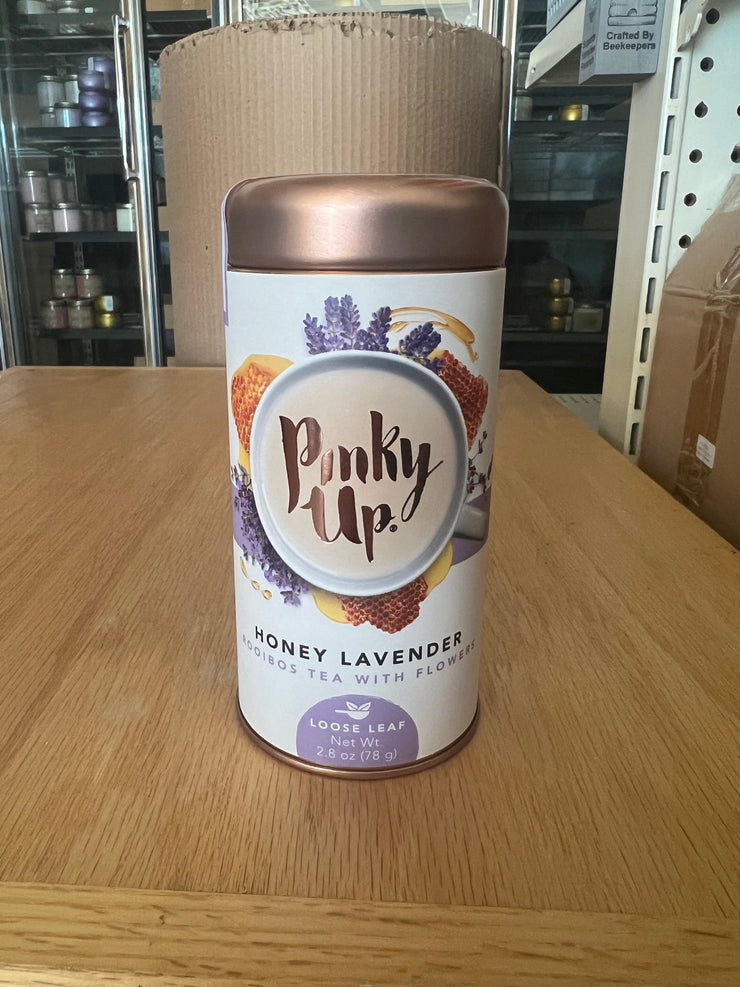 Crafted By
Beekeepers
Pinky
Up.®
HONEY LAVENDER
ROOIBOS TEA WITH FLOWERS
LOOSE LEAF
Net Wt.
2.8 oz (78 g)